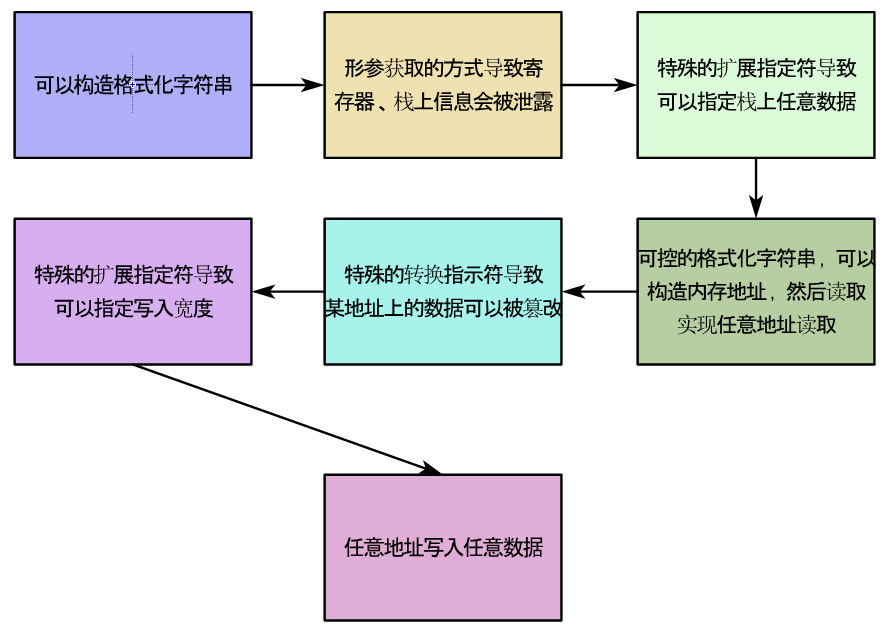 可以构造格式化字符串
形参获取的方式导致寄
存器、栈上信息会被泄露
特殊的扩展指定符导致
可以指定栈上任意数据
可控的格式化字符串，可以
构造内存地址，然后读取
实现任意地址读取
特殊的转换指示符导致
某地址上的数据可以被篡改
特殊的扩展指定符导致
可以指定写入宽度
任意地址写入任意数据